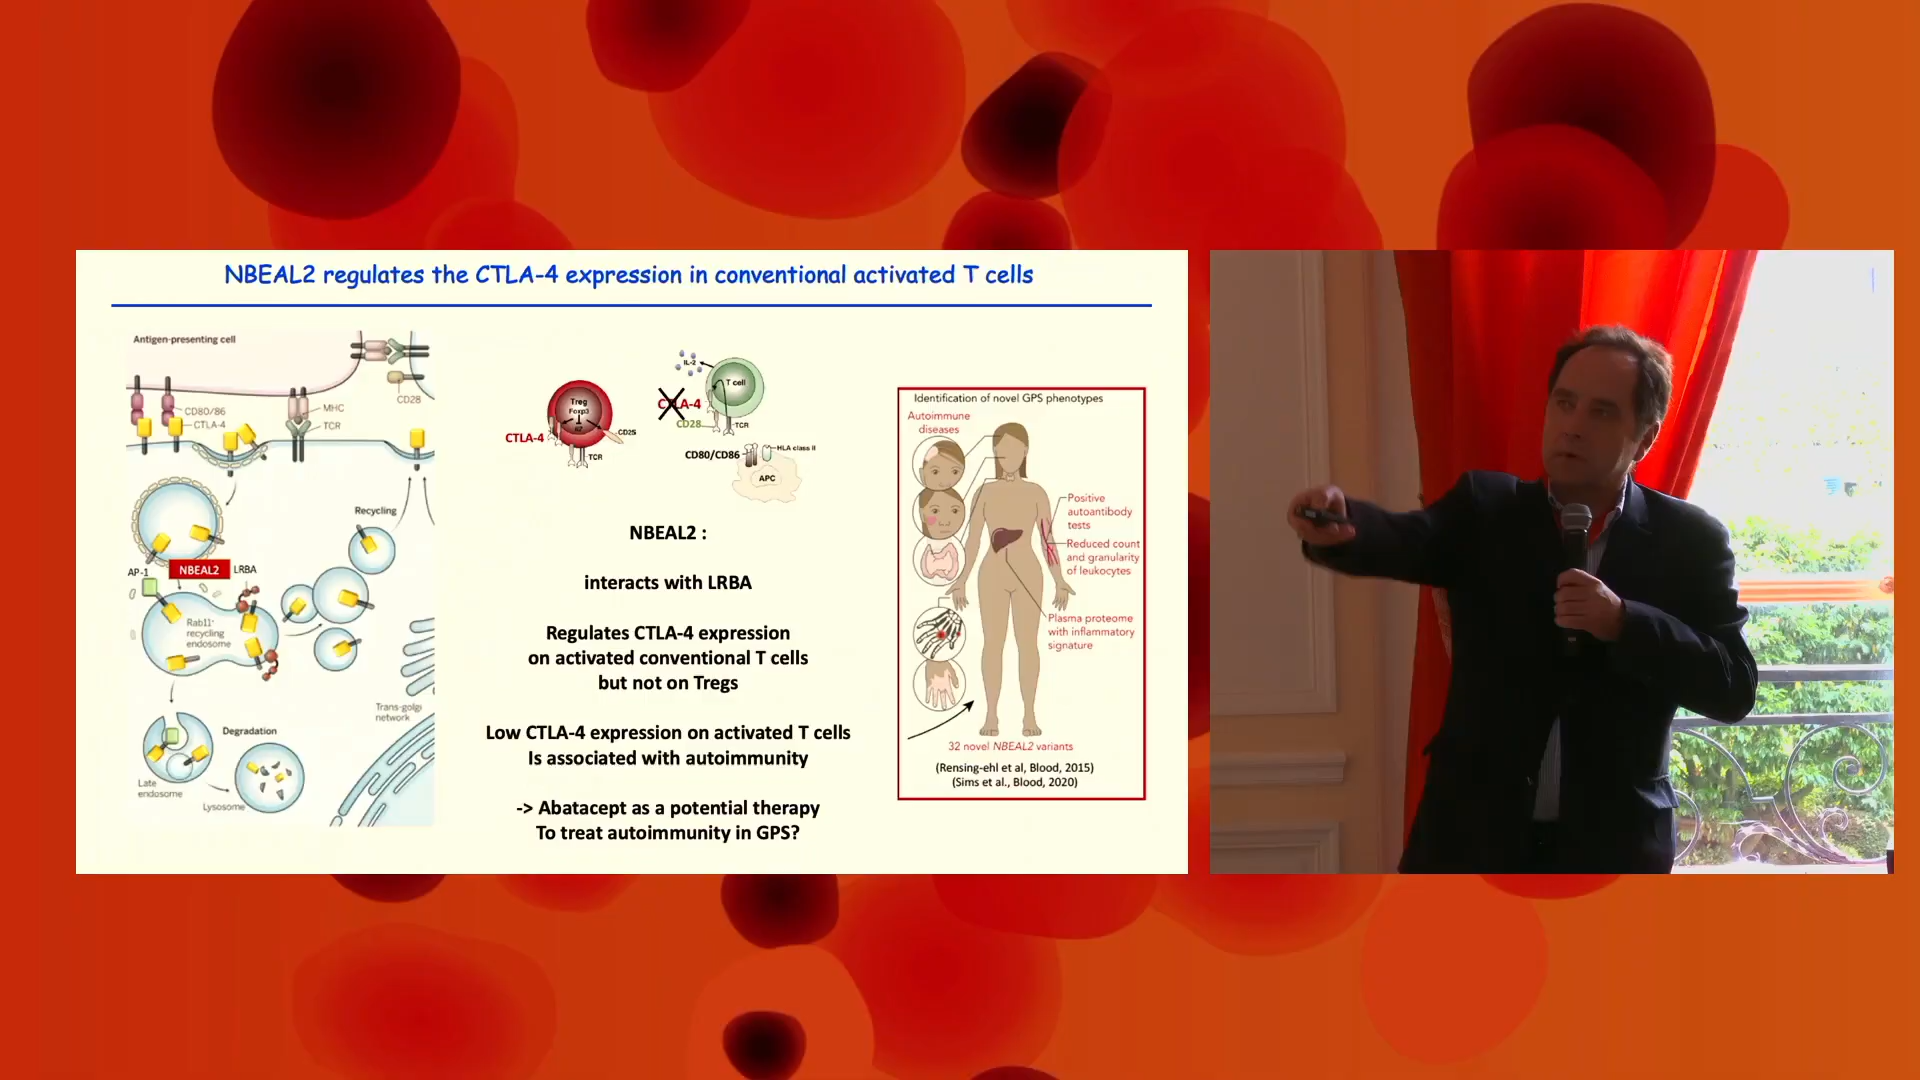 NBEAL2 regulates the CTLA-4 expression in conventional activated T cells
Antigen-presenting cell
CD28
CD80/86
CTLA-4
MHC
TCR
Recycling
AP-1
NBEAL2
LRBA
Rab11+
recycling
endosome
Trans-golgi
network
Degradation
Late
endosome
Lysosome
IL-2
T cell
Treg
Foxp3
CTLA-4
CD28
TCR
CTLA-4
CD25
TCR
CD80/CD86
HLA class II
APC
NBEAL2 :
interacts with LRBA
Regulates CTLA-4 expression
on activated conventional T cells
but not on Tregs
Low CTLA-4 expression on activated T cells
Is associated with autoimmunity
-> Abatacept as a potential therapy
To treat autoimmunity in GPS?
Identification of novel GPS phenotypes
Autoimmune
diseases
Positive
autoantibody
tests
Reduced count
and granularity
of leukocytes
Plasma proteome
with inflammatory
signature
32 novel NBEAL2 variants
(Rensing-ehl et al, Blood, 2015)
(Sims et al., Blood, 2020)